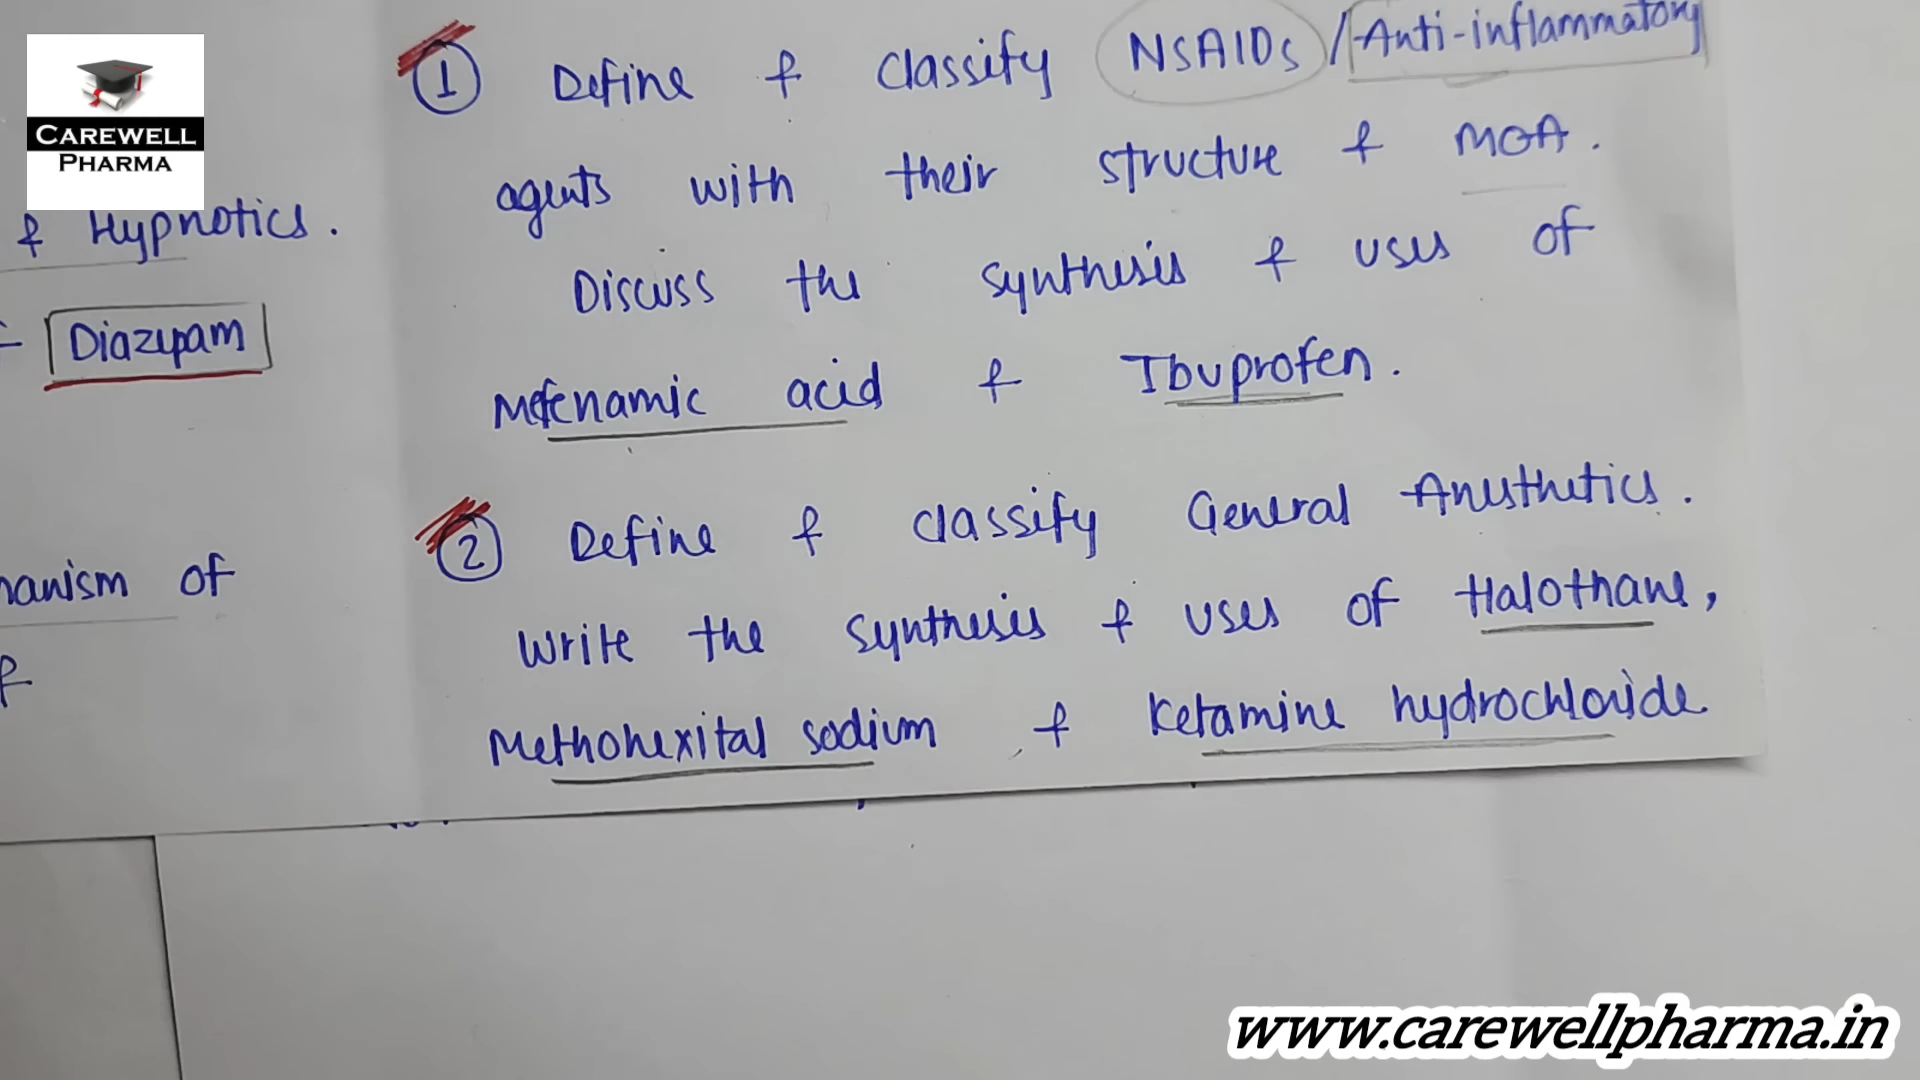 CAREWELL
PHARMA
& Hypnotics.
Diazepam
of
① Define & classify NSAIDs / Anti-inflammatory
agents with their structure & MOA.
Discuss the synthesis & uses of
Mefenamic acid & Ibuprofen.
② Define & classify General Anesthetics.
Write the synthesis & uses of Halothane,
Methohexital sodium & Ketamine hydrochloride
www.carewellpharma.in